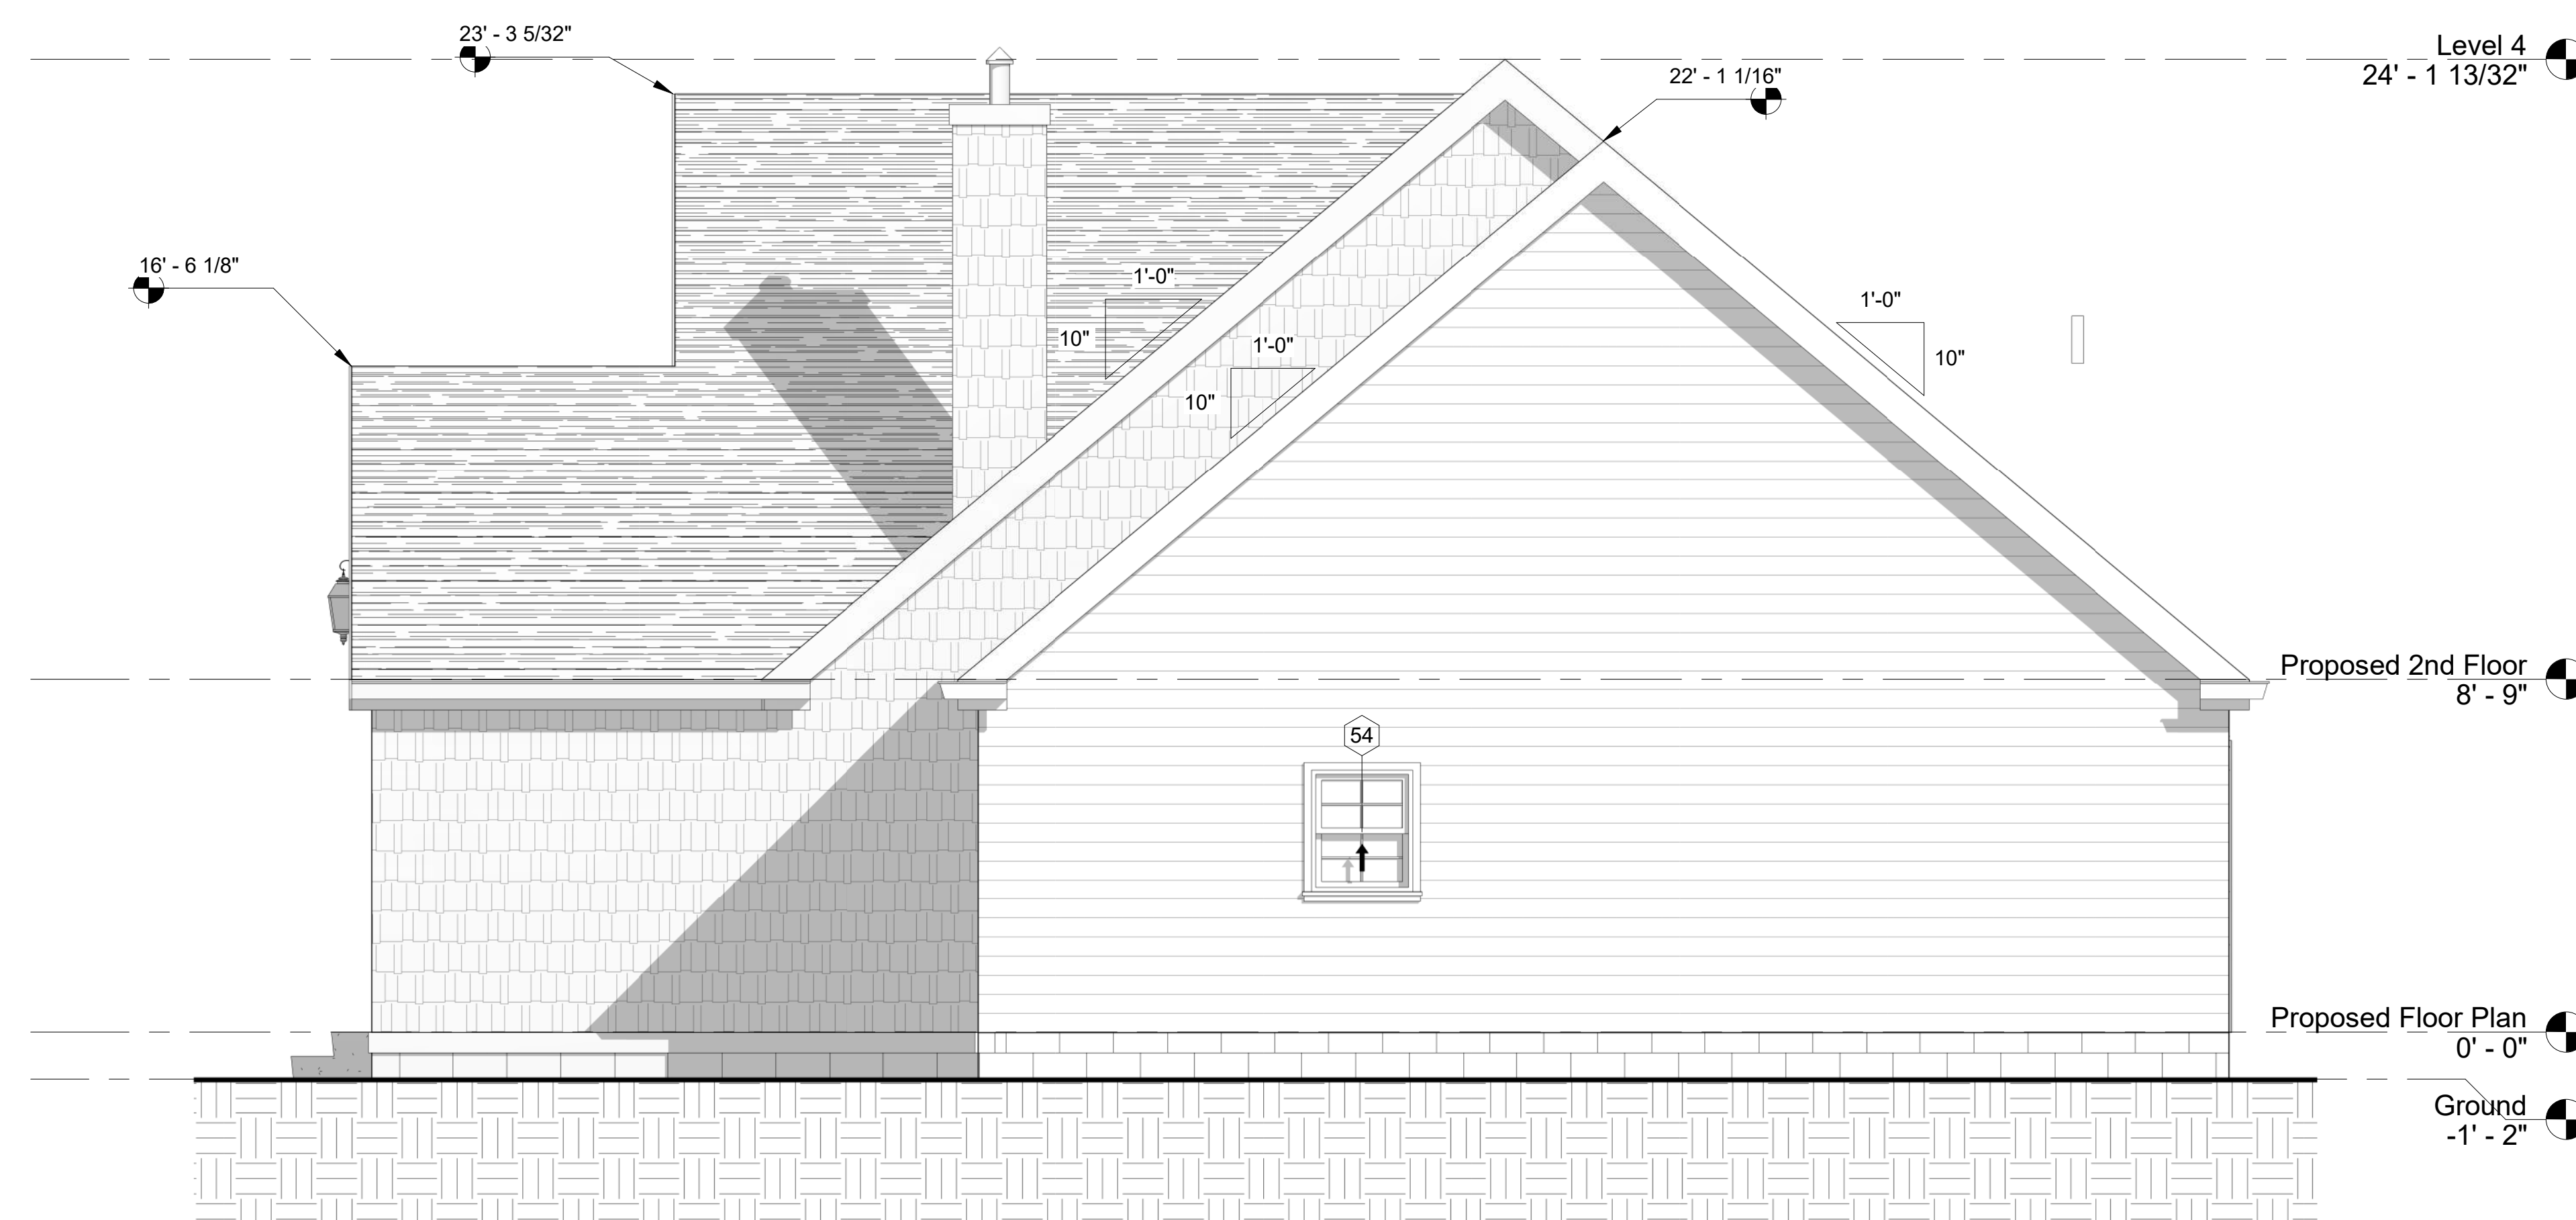 23' - 3 5/32"
Level 4
24' - 1 13/32"
22' - 1 1/16"
16' - 6 1/8"
1'-0"
10"
1'-0"
10"
1'-0"
10"
Proposed 2nd Floor
8' - 9"
54
Proposed Floor Plan
0' - 0"
Ground
-1' - 2"